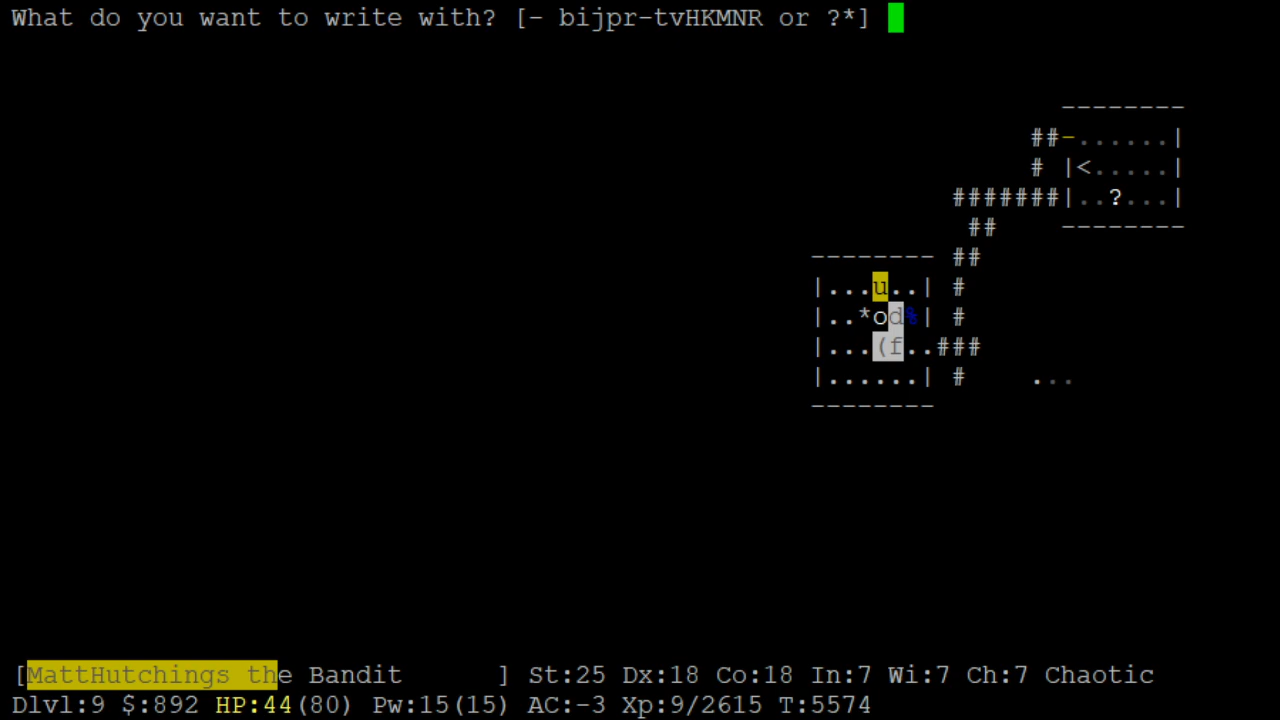 What do you want to write with? [- bijpr-tvHKMNR or ?*]
--------
##-......|
# |<.....|
#######|..?...|
## --------
-------- ##
|...u..| #
|..*od%| #
|...(f..###
|......| # ...
--------
[MattHutchings the Bandit ] St:25 Dx:18 Co:18 In:7 Wi:7 Ch:7 Chaotic
Dlvl:9 $:892 HP:44(80) Pw:15(15) AC:-3 Xp:9/2615 T:5574